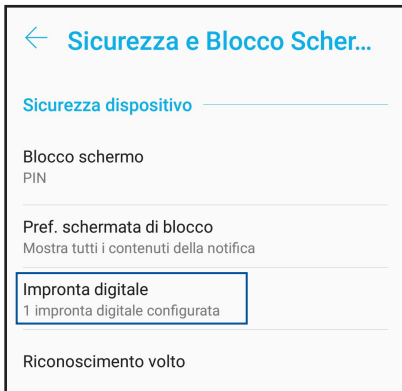 Sicurezza e Blocco Scher...
Sicurezza dispositivo
Blocco schermo
PIN
Pref. schermata di blocco
Mostra tutti i contenuti della notifica
Impronta digitale
1 impronta digitale configurata
Riconoscimento volto